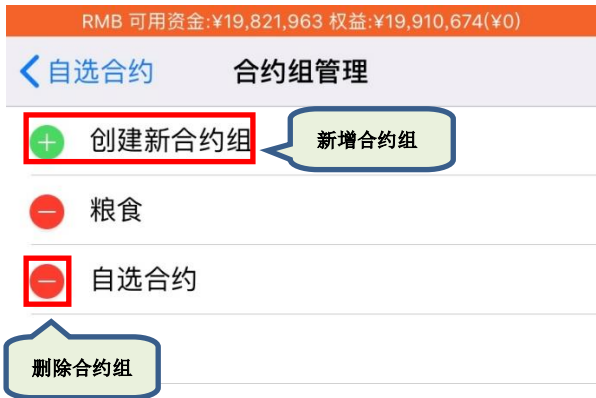 RMB 可用资金:¥19,821,963 权益:¥19,910,674(¥0)
自选合约 合约组管理
创建新合约组 新增合约组
粮食
自选合约
删除合约组